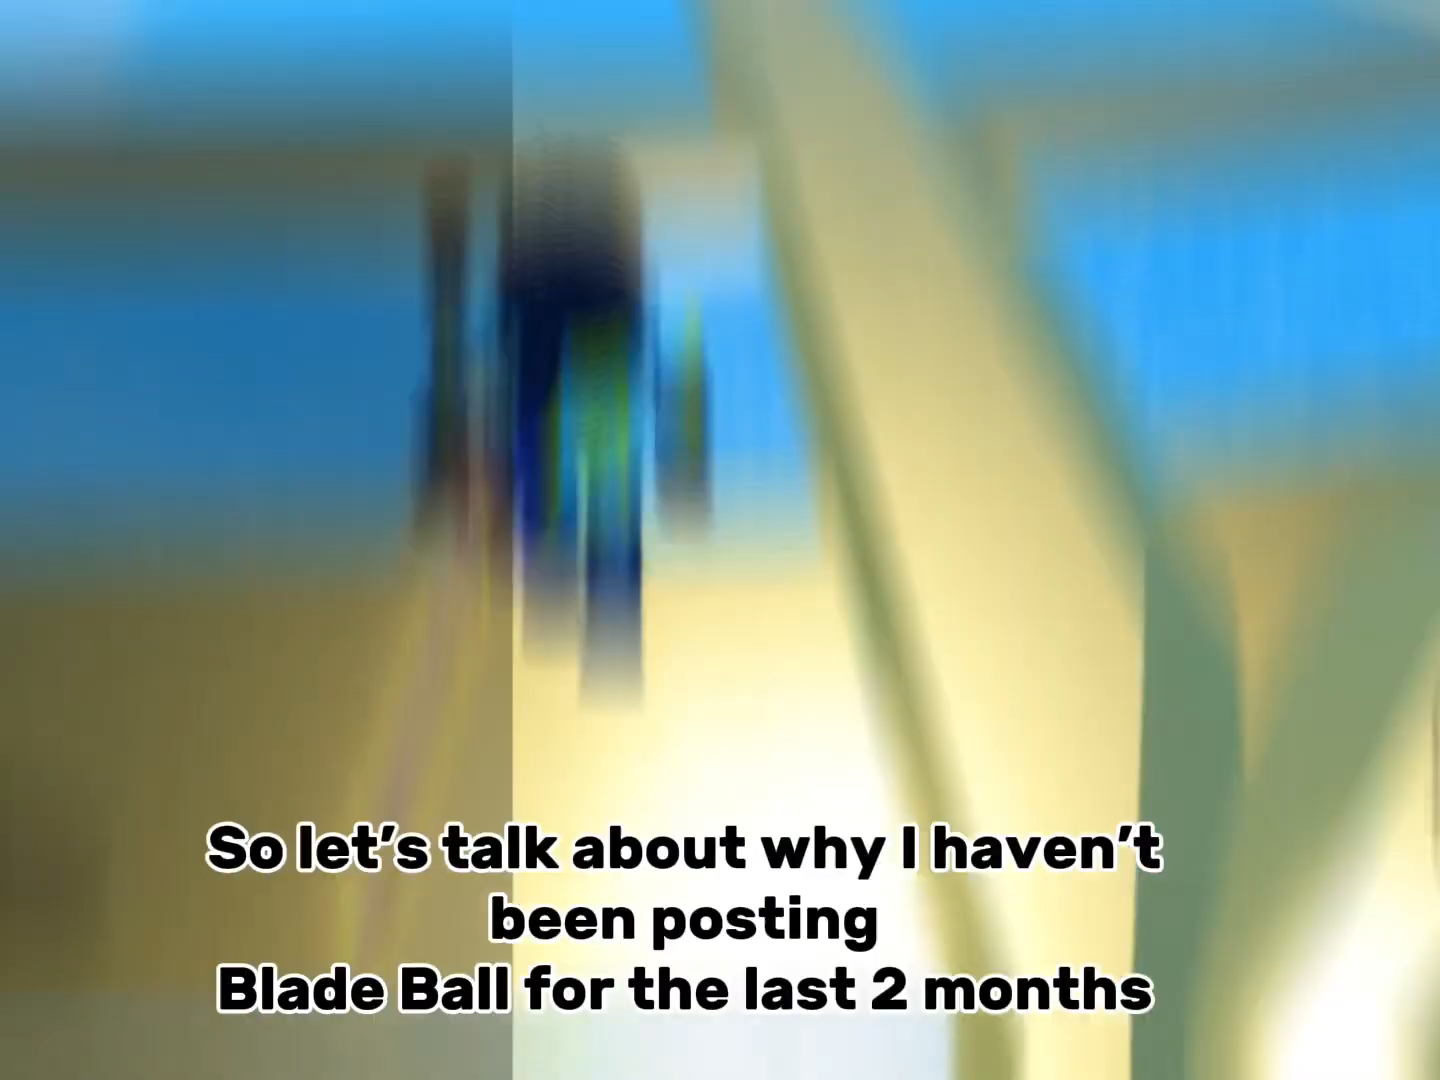 So let’s talk about why I haven’t
been posting
Blade Ball for the last 2 months